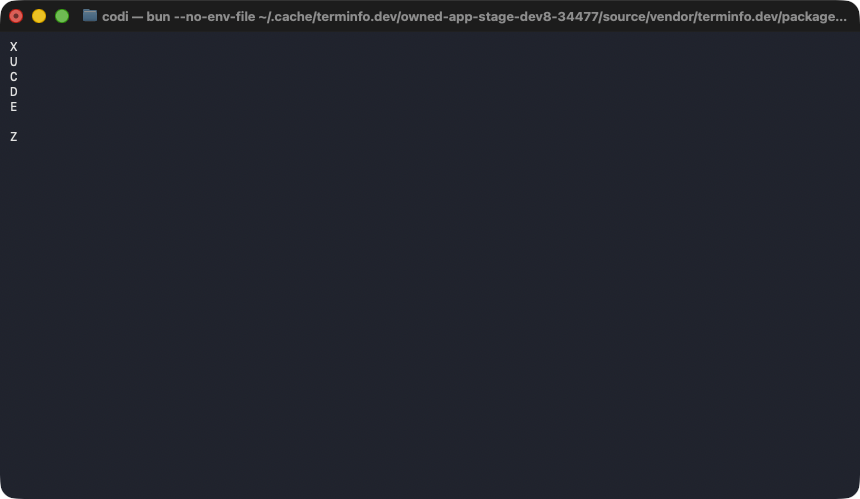 codi — bun --no-env-file ~/.cache/terminfo.dev/owned-app-stage-dev8-34477/source/vendor/terminfo.dev/package...
X
U
C
D
E
Z